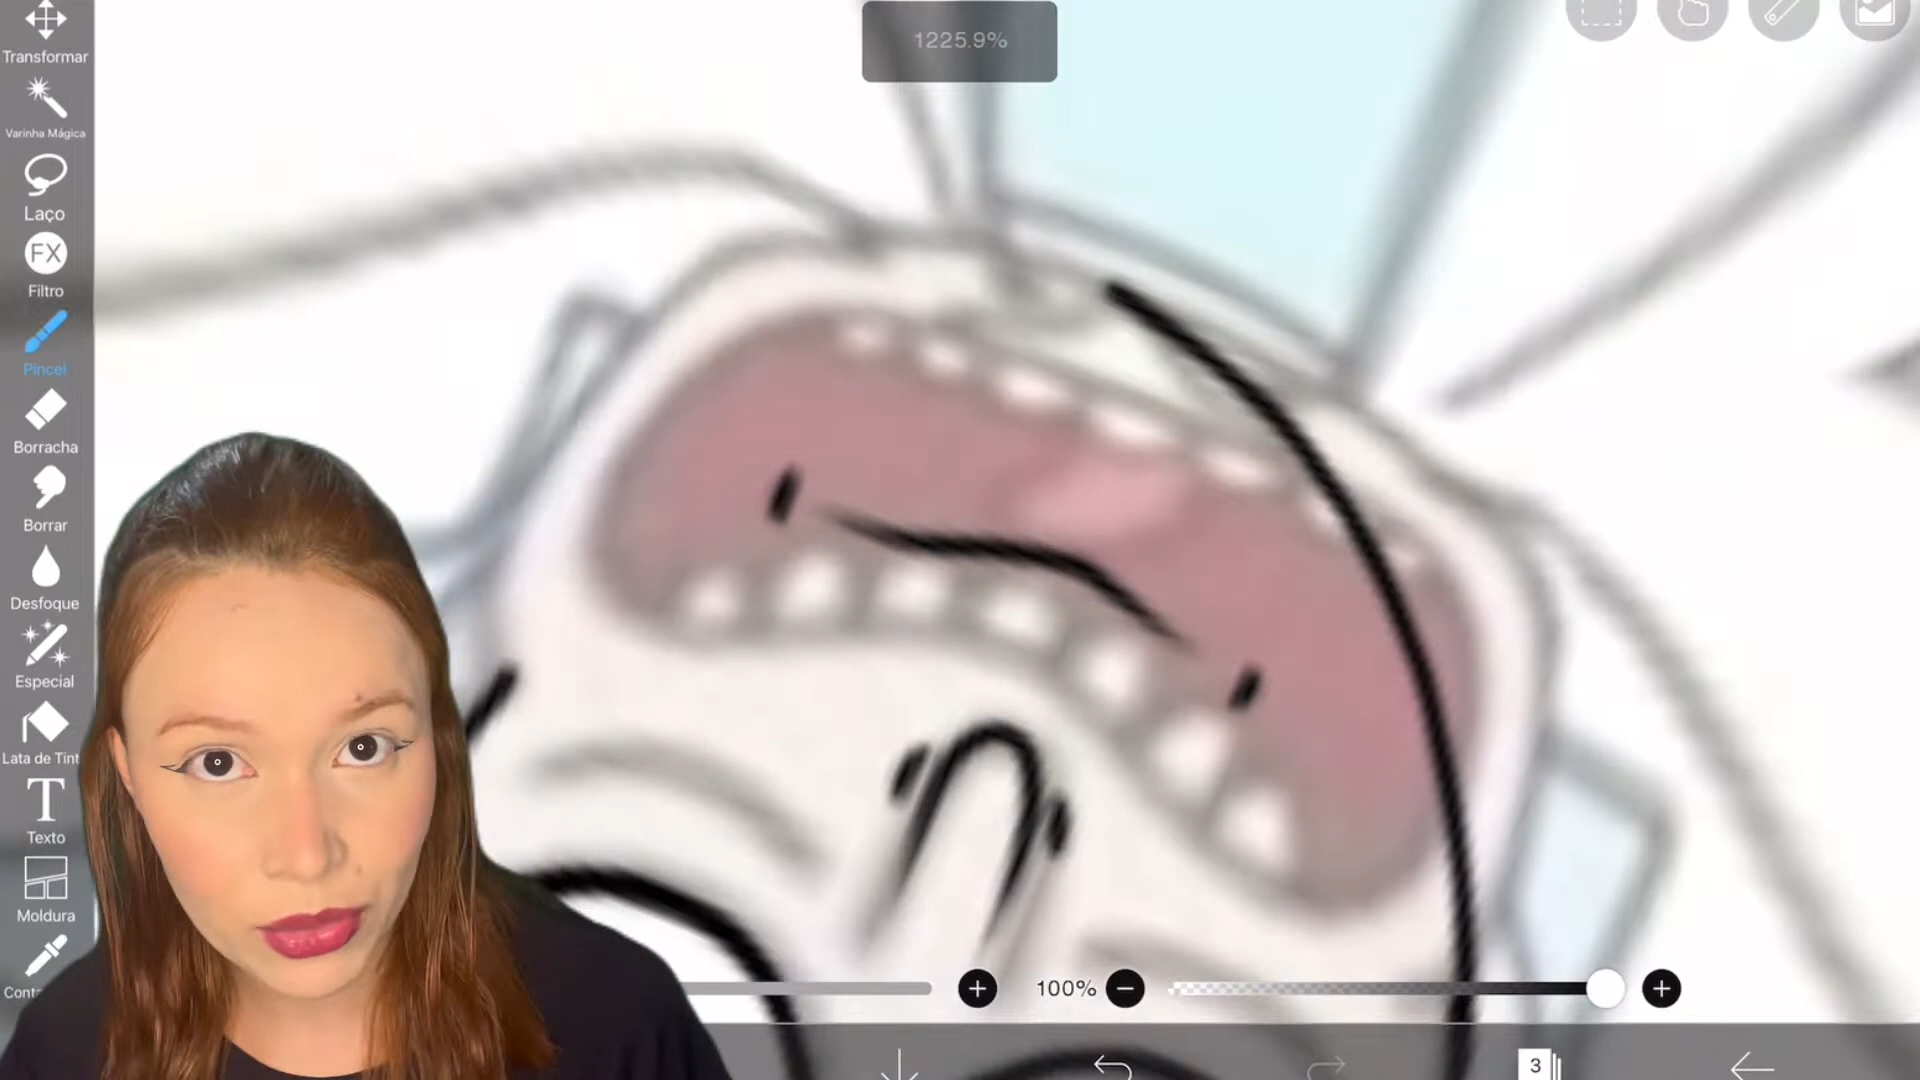 1225.9%
Transformar
Varinha Mágica
Laço
FX
Filtro
Pincel
Borracha
Borrar
Desfoque
Especial
Lata de Tint
T
Texto
Moldura
Conta
100%
3